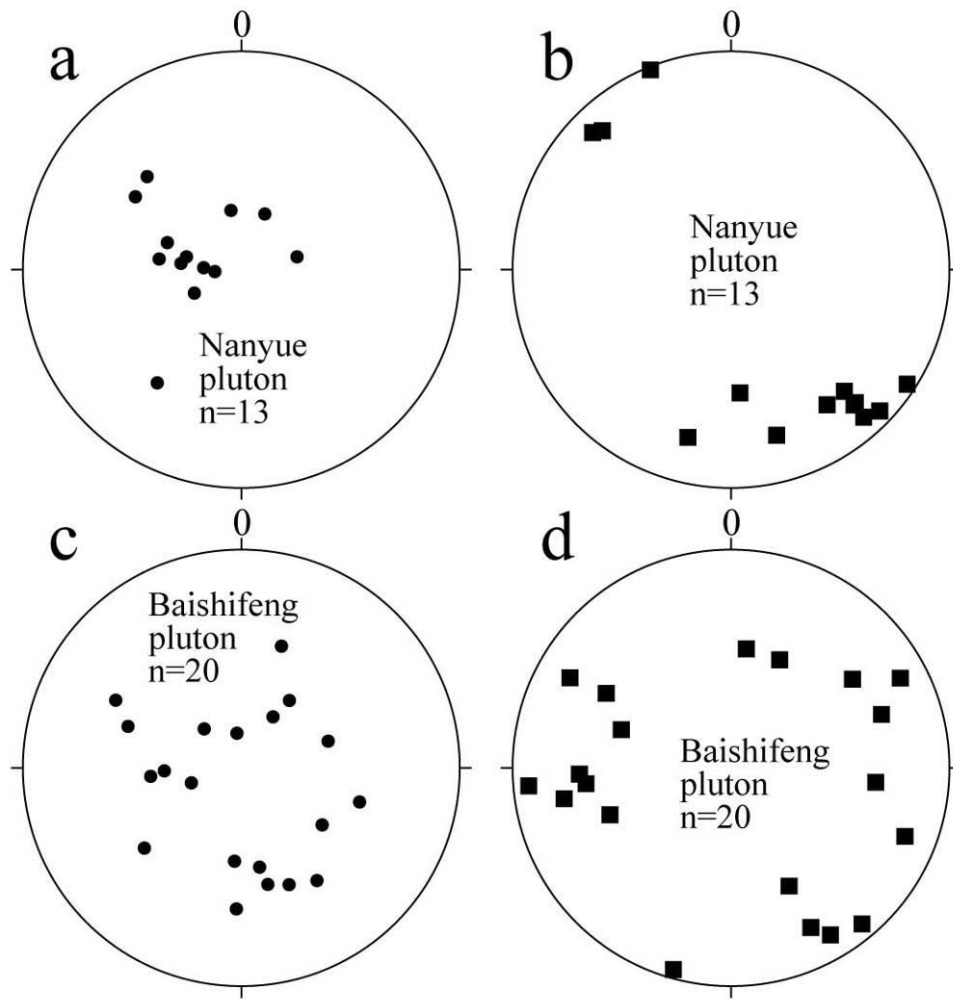 a
0
Nanyue
pluton
n=13
b
0
Nanyue
pluton
n=13
c
0
Baishifeng
pluton
n=20
d
0
Baishifeng
pluton
n=20